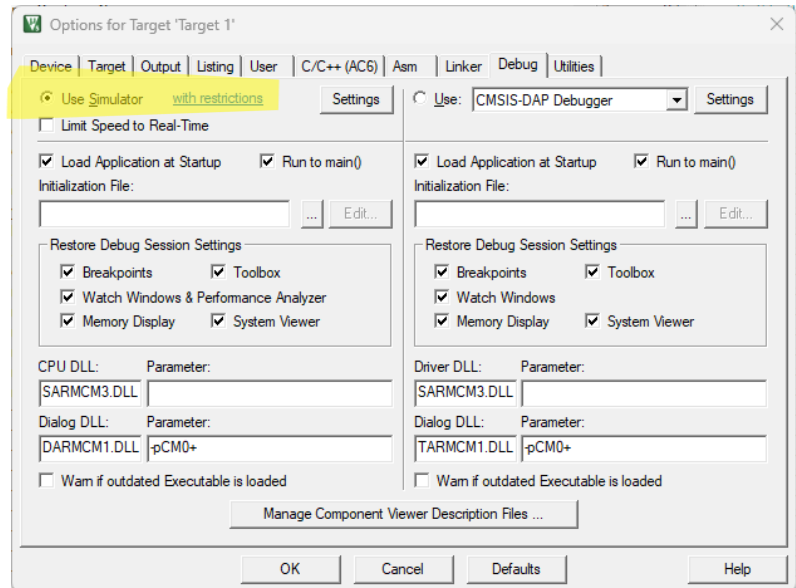 Options for Target 'Target 1'
Device Target Output Listing User C/C++ (AC6) Asm Linker Debug Utilities
Use Simulator with restrictions Settings
Limit Speed to Real-Time
Load Application at Startup Run to main()
Initialization File:
... Edit...
Restore Debug Session Settings
Breakpoints Toolbox
Watch Windows & Performance Analyzer
Memory Display System Viewer
CPU DLL: Parameter:
SARMCM3.DLL
Dialog DLL: Parameter:
DARMCM1.DLL -pCM0+
Warn if outdated Executable is loaded
Use: CMSIS-DAP Debugger Settings
Load Application at Startup Run to main()
Initialization File:
... Edit...
Restore Debug Session Settings
Breakpoints Toolbox
Watch Windows
Memory Display System Viewer
Driver DLL: Parameter:
SARMCM3.DLL
Dialog DLL: Parameter:
TARMCM1.DLL -pCM0+
Warn if outdated Executable is loaded
Manage Component Viewer Description Files ...
OK Cancel Defaults Help